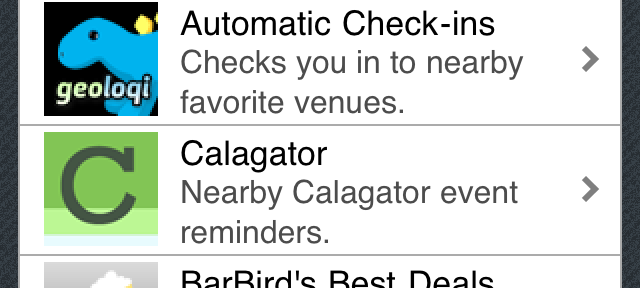 Automatic Check-ins
Checks you in to nearby
favorite venues.
geoloqi
Calagator
Nearby Calagator event
reminders.
C
BarBird's Best Deals